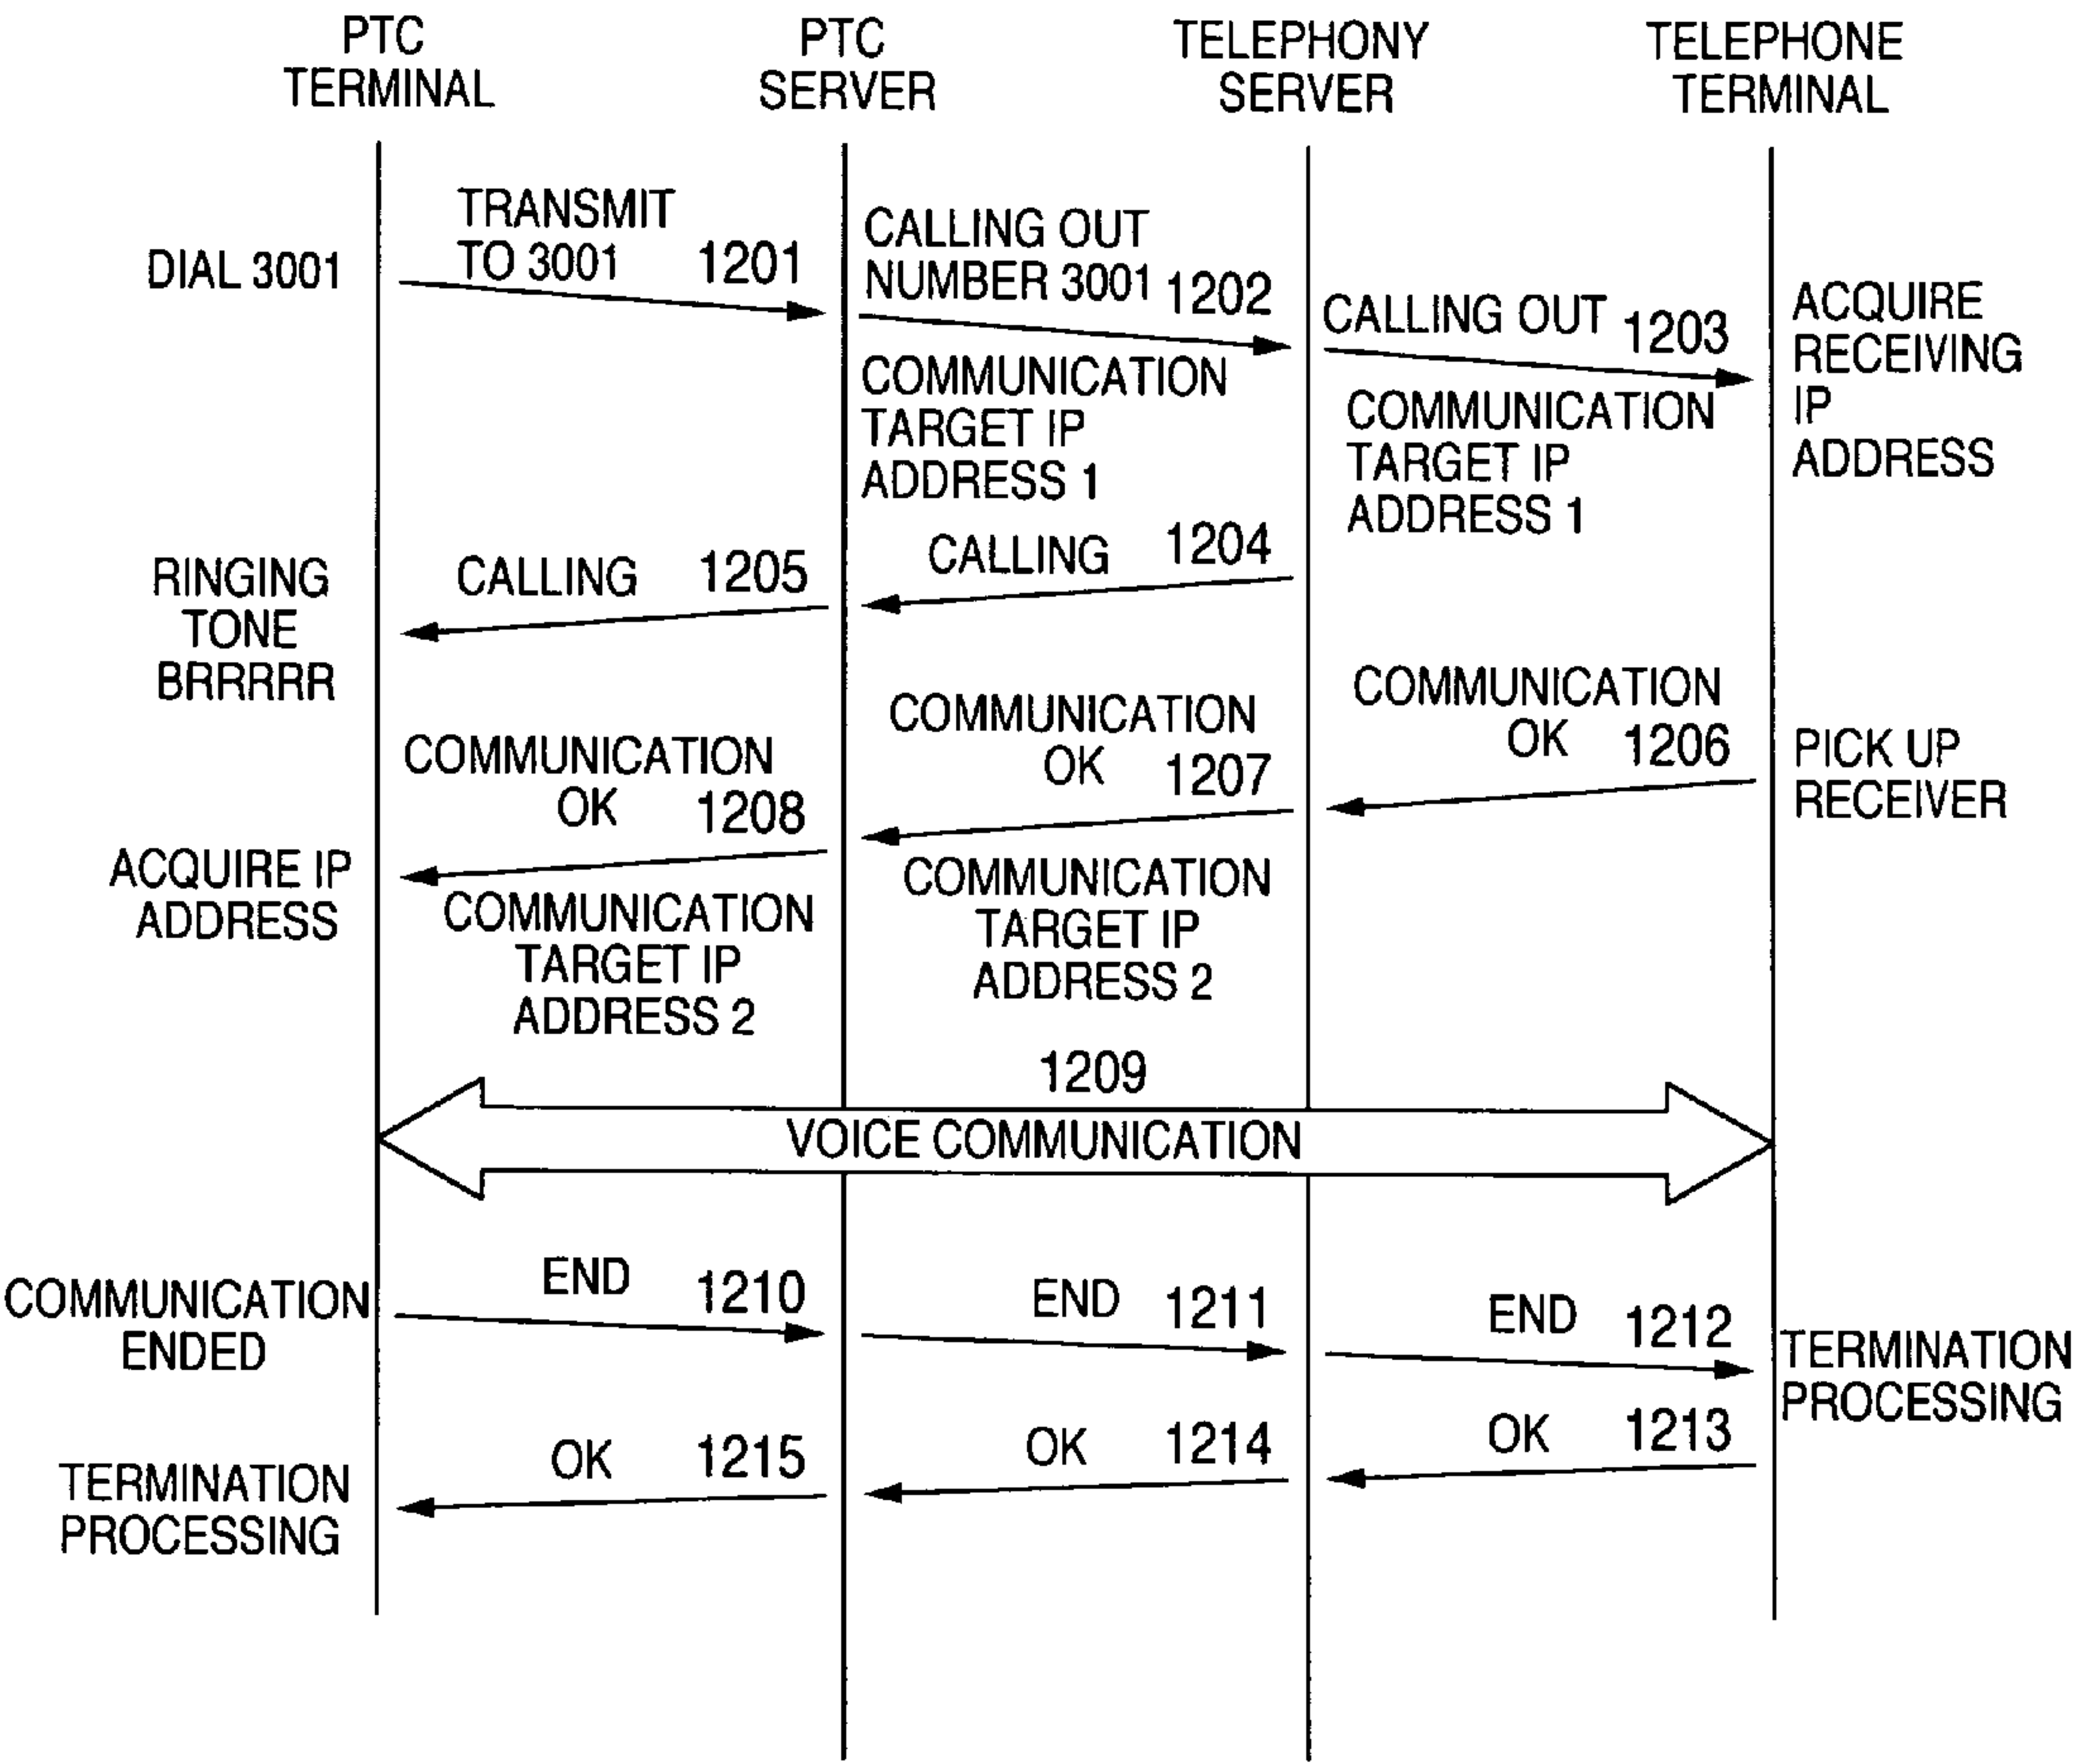 PTC
TERMINAL
PTC
SERVER
TELEPHONY
SERVER
TELEPHONE
TERMINAL
DIAL 3001
TRANSMIT
TO 3001
1201
CALLING OUT
NUMBER 3001
1202
COMMUNICATION
TARGET IP
ADDRESS 1
CALLING OUT
1203
COMMUNICATION
TARGET IP
ADDRESS 1
ACQUIRE
RECEIVING
IP
ADDRESS
CALLING
1204
CALLING
1205
RINGING
TONE
BRRRRR
COMMUNICATION
OK
1206
PICK UP
RECEIVER
COMMUNICATION
OK
1207
COMMUNICATION
TARGET IP
ADDRESS 2
COMMUNICATION
OK
1208
COMMUNICATION
TARGET IP
ADDRESS 2
ACQUIRE IP
ADDRESS
1209
VOICE COMMUNICATION
COMMUNICATION
ENDED
END
1210
END
1211
END
1212
TERMINATION
PROCESSING
OK
1213
OK
1214
OK
1215
TERMINATION
PROCESSING